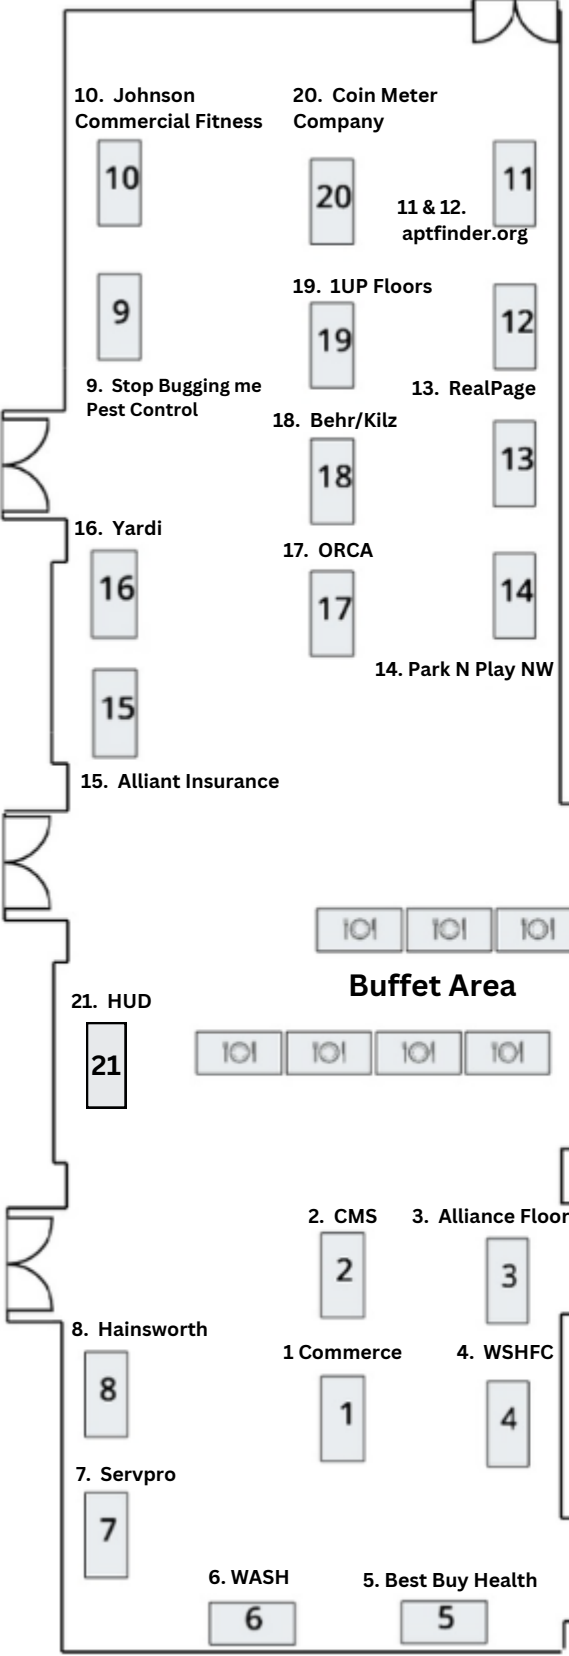 10.  Johnson
Commercial Fitness
20.  Coin Meter
Company
10
20
11
11 & 12.
aptfinder.org
9
19.  1UP Floors
19
12
9.  Stop Bugging me
Pest Control
13.  RealPage
18.  Behr/Kilz
18
13
16.  Yardi
17.  ORCA
16
17
14
14. Park N Play NW
15
15.  Alliant Insurance
Buffet Area
21.  HUD
21
2.  CMS
3.  Alliance Floor
2
3
8.  Hainsworth
1 Commerce
4.  WSHFC
8
1
4
7.  Servpro
7
6. WASH
5. Best Buy Health
6
5